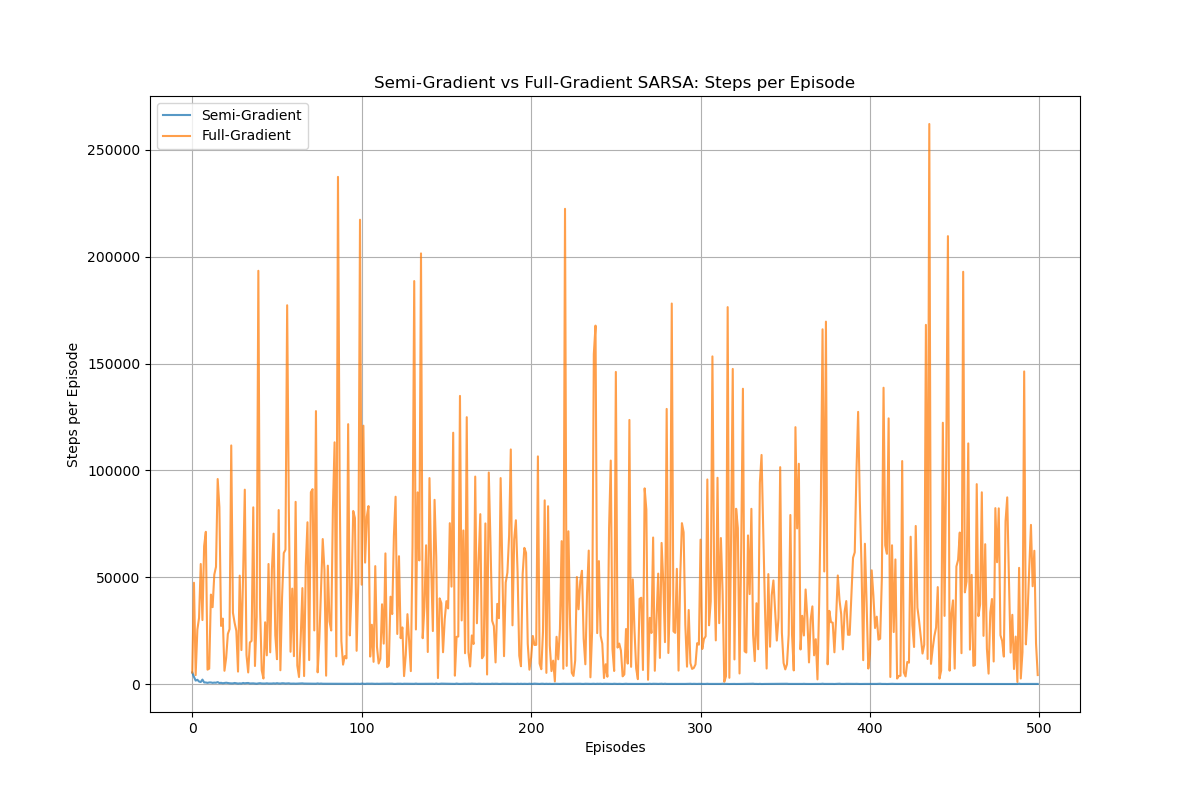 Semi-Gradient vs Full-Gradient SARSA: Steps per Episode
Semi-Gradient
Full-Gradient
250000
200000
150000
100000
50000
0
Steps per Episode
0 100 200 300 400 500
Episodes